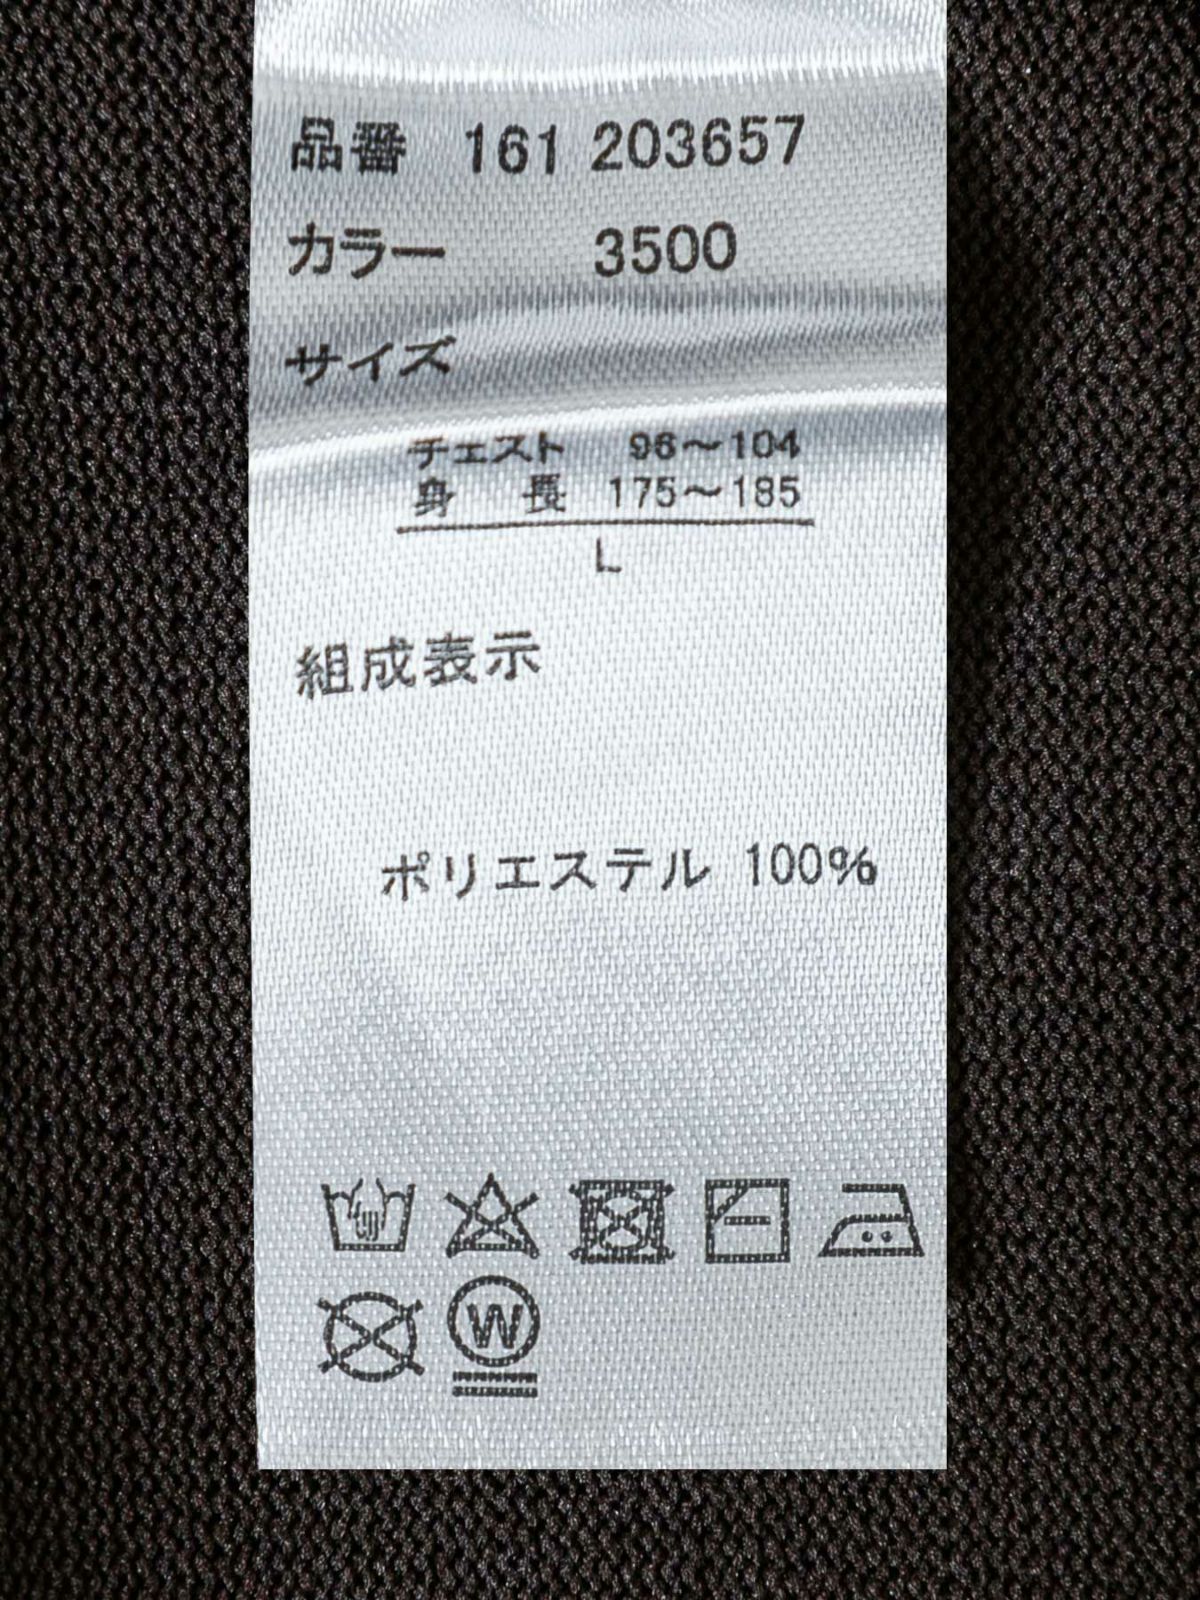 品番 161 203657
カラー 3500
サイズ
チェスト 96～104
身長 175～185
L
組成表示
ポリエステル 100%
W